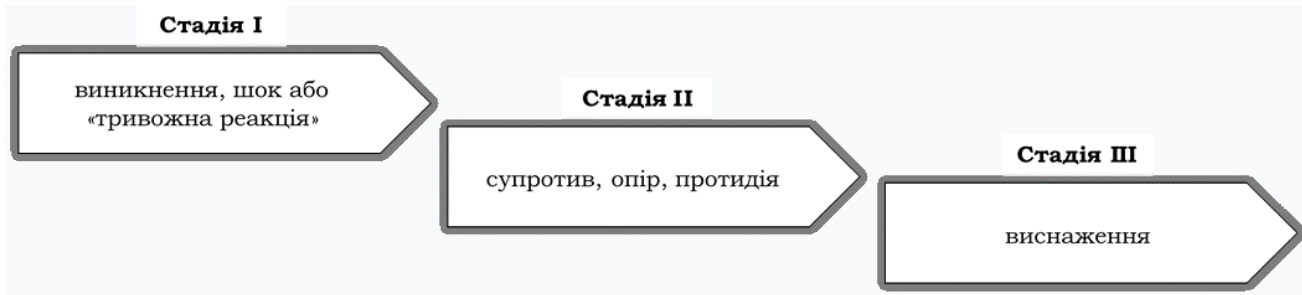 Стадія I
виникнення, шок або
«тривожна реакція»
Стадія II
супротив, опір, протидія
Стадія III
виснаження